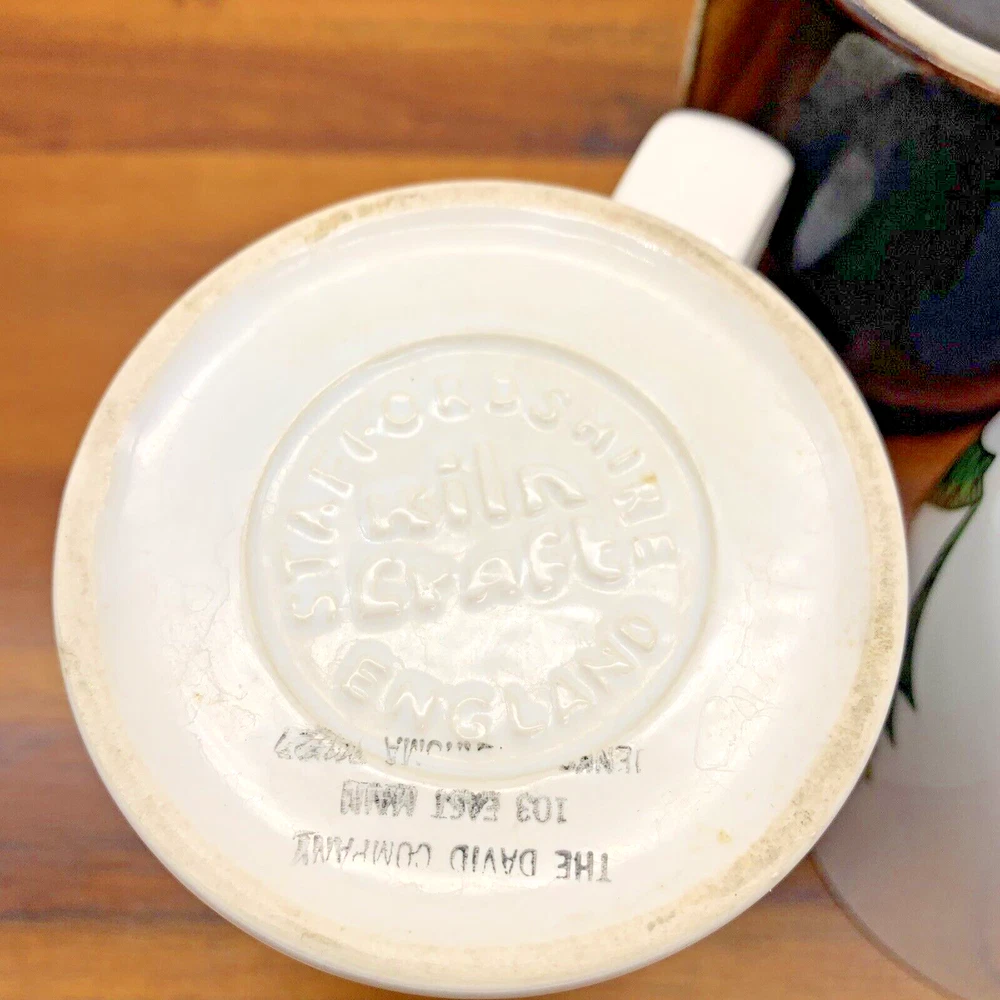 STAFFORDSHIRE
Kiln
Craft
ENGLAND
THE DAVID COMPANY
103 EAST MAIN